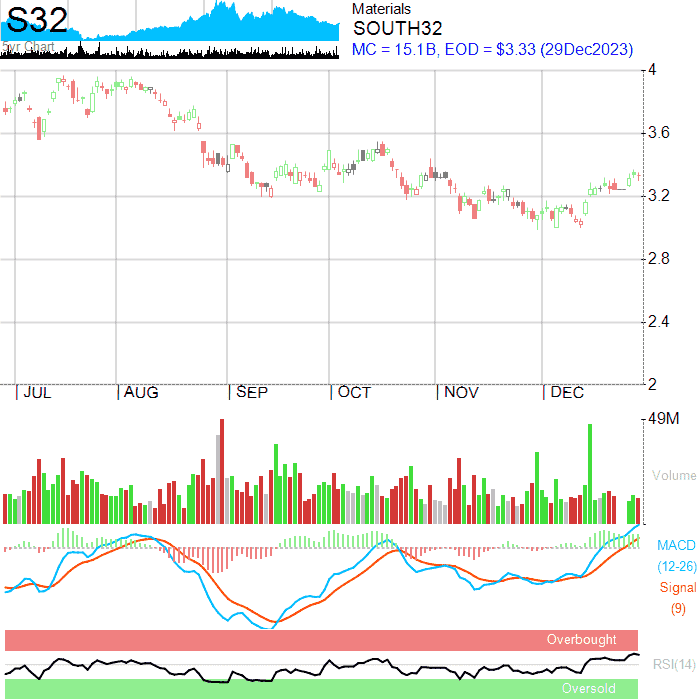 S32
5yr Chart
Materials
SOUTH32
MC = 15.1B, EOD = $3.33 (29Dec2023)
4
3.6
3.2
2.8
2.4
2
JUL AUG SEP OCT NOV DEC
49M
Volume
MACD
(12-26)
Signal
(9)
Overbought
RSI(14)
Oversold